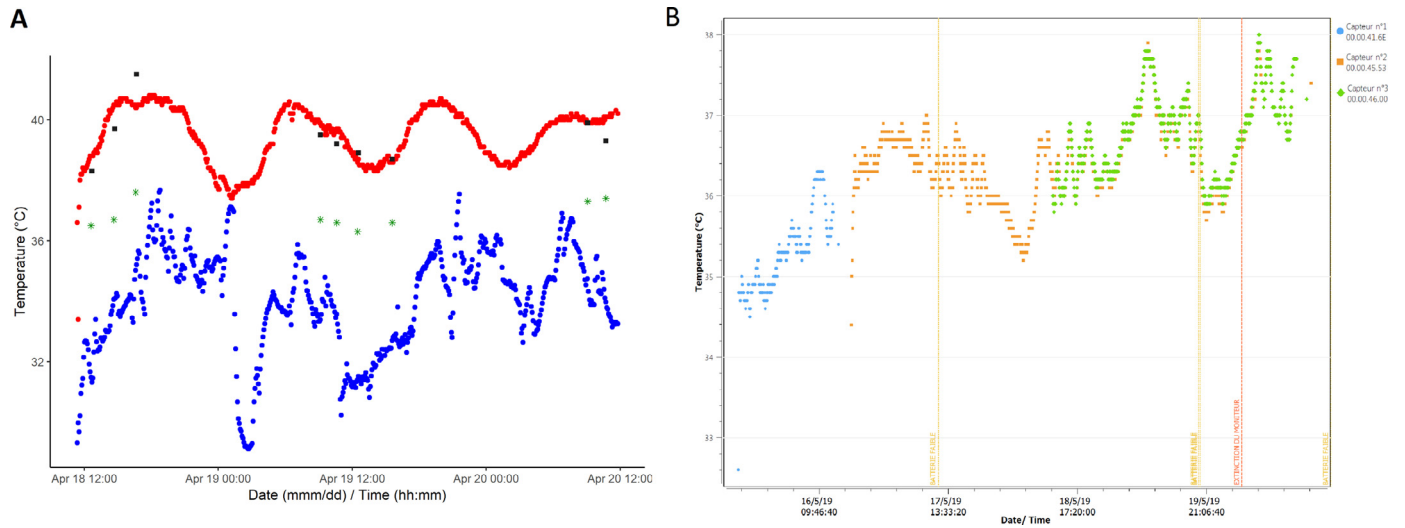 A
B
Temperature (°C)
40
36
32
Apr 18 12:00
Apr 19 00:00
Apr 19 12:00
Apr 20 00:00
Apr 20 12:00
Date (mmm/dd) / Time (hh:mm)
Temperature (°C)
38
37
36
35
34
33
BATTERIE FAIBLE
BATTERIE FAIBLE
EXTINCTION DU MONITEUR
BATTERIE FAIBLE
16/5/19
09:46:40
17/5/19
13:33:20
18/5/19
17:20:00
19/5/19
21:06:40
Date/ Time
Capteur n°1
00.00.41.6E
Capteur n°2
00.00.45.53
Capteur n°3
00.00.46.00